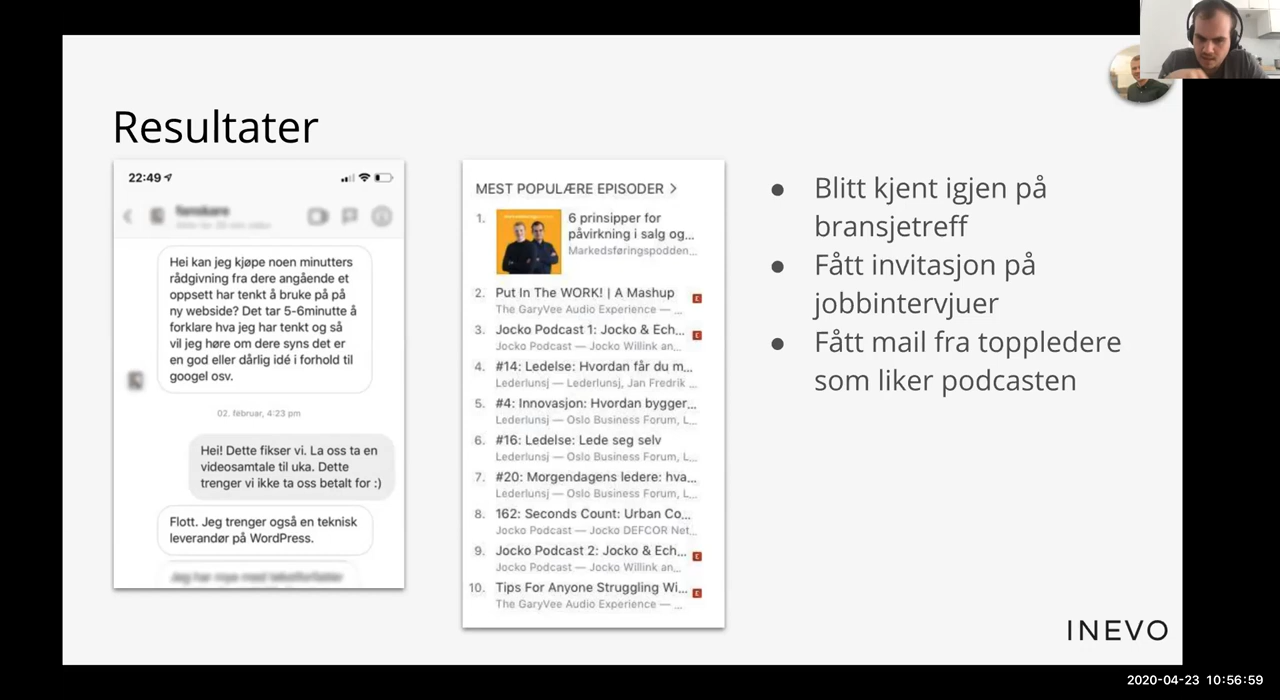 Resultater
22:49
Hei kan jeg kjøpe noen minutters
rådgivning fra dere angående et
oppsett har tenkt å bruke på på
ny webside? Det tar 5-6minutte å
forklare hva jeg har tenkt og så
vil jeg høre om dere syns det er
en god eller dårlig idé i forhold til
googel osv.
02. februar, 4:23 pm
Hei! Dette fikser vi. La oss ta en
videosamtale til uka. Dette
trenger vi ikke ta oss betalt for :)
Flott. Jeg trenger også en teknisk
leverandør på WordPress.
MEST POPULÆRE EPISODER >
1. 6 prinsipper for
påvirkning i salg og...
Markedsføringspodden...
2. Put In The WORK! | A Mashup
The GaryVee Audio Experience — ...
3. Jocko Podcast 1: Jocko & Ech...
Jocko Podcast — Jocko Willink an...
4. #14: Ledelse: Hvordan får du m...
Lederlunsj — Lederlunsj, Jan Fredrik ...
5. #4: Innovasjon: Hvordan bygger...
Lederlunsj — Oslo Business Forum, L...
6. #16: Ledelse: Lede seg selv
Lederlunsj — Oslo Business Forum, L...
7. #20: Morgendagens ledere: hva...
Lederlunsj — Oslo Business Forum, L...
8. 162: Seconds Count: Urban Co...
Jocko Podcast — Jocko DEFCOR Net...
9. Jocko Podcast 2: Jocko & Ech...
Jocko Podcast — Jocko Willink an...
10. Tips For Anyone Struggling Wi...
The GaryVee Audio Experience — ...
● Blitt kjent igjen på
bransjetreff
● Fått invitasjon på
jobbintervjuer
● Fått mail fra toppledere
som liker podcasten
INEVO
2020-04-23 10:56:59